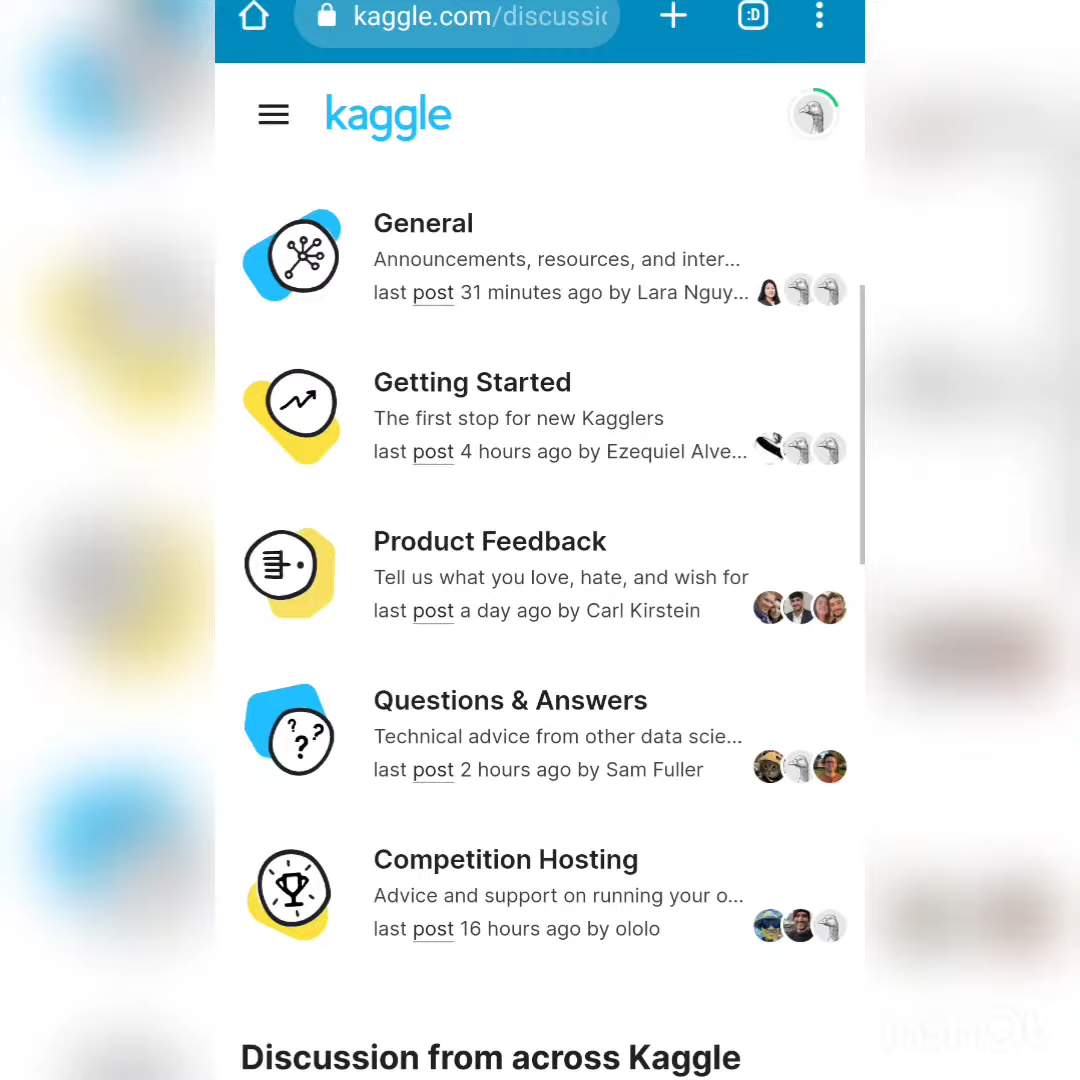 kaggle.com/discussio
:D
kaggle
General
Announcements, resources, and inter...
last post 31 minutes ago by Lara Nguy...
Getting Started
The first stop for new Kagglers
last post 4 hours ago by Ezequiel Alve...
Product Feedback
Tell us what you love, hate, and wish for
last post a day ago by Carl Kirstein
Questions & Answers
Technical advice from other data scie...
last post 2 hours ago by Sam Fuller
Competition Hosting
Advice and support on running your o...
last post 16 hours ago by ololo
Discussion from across Kaggle